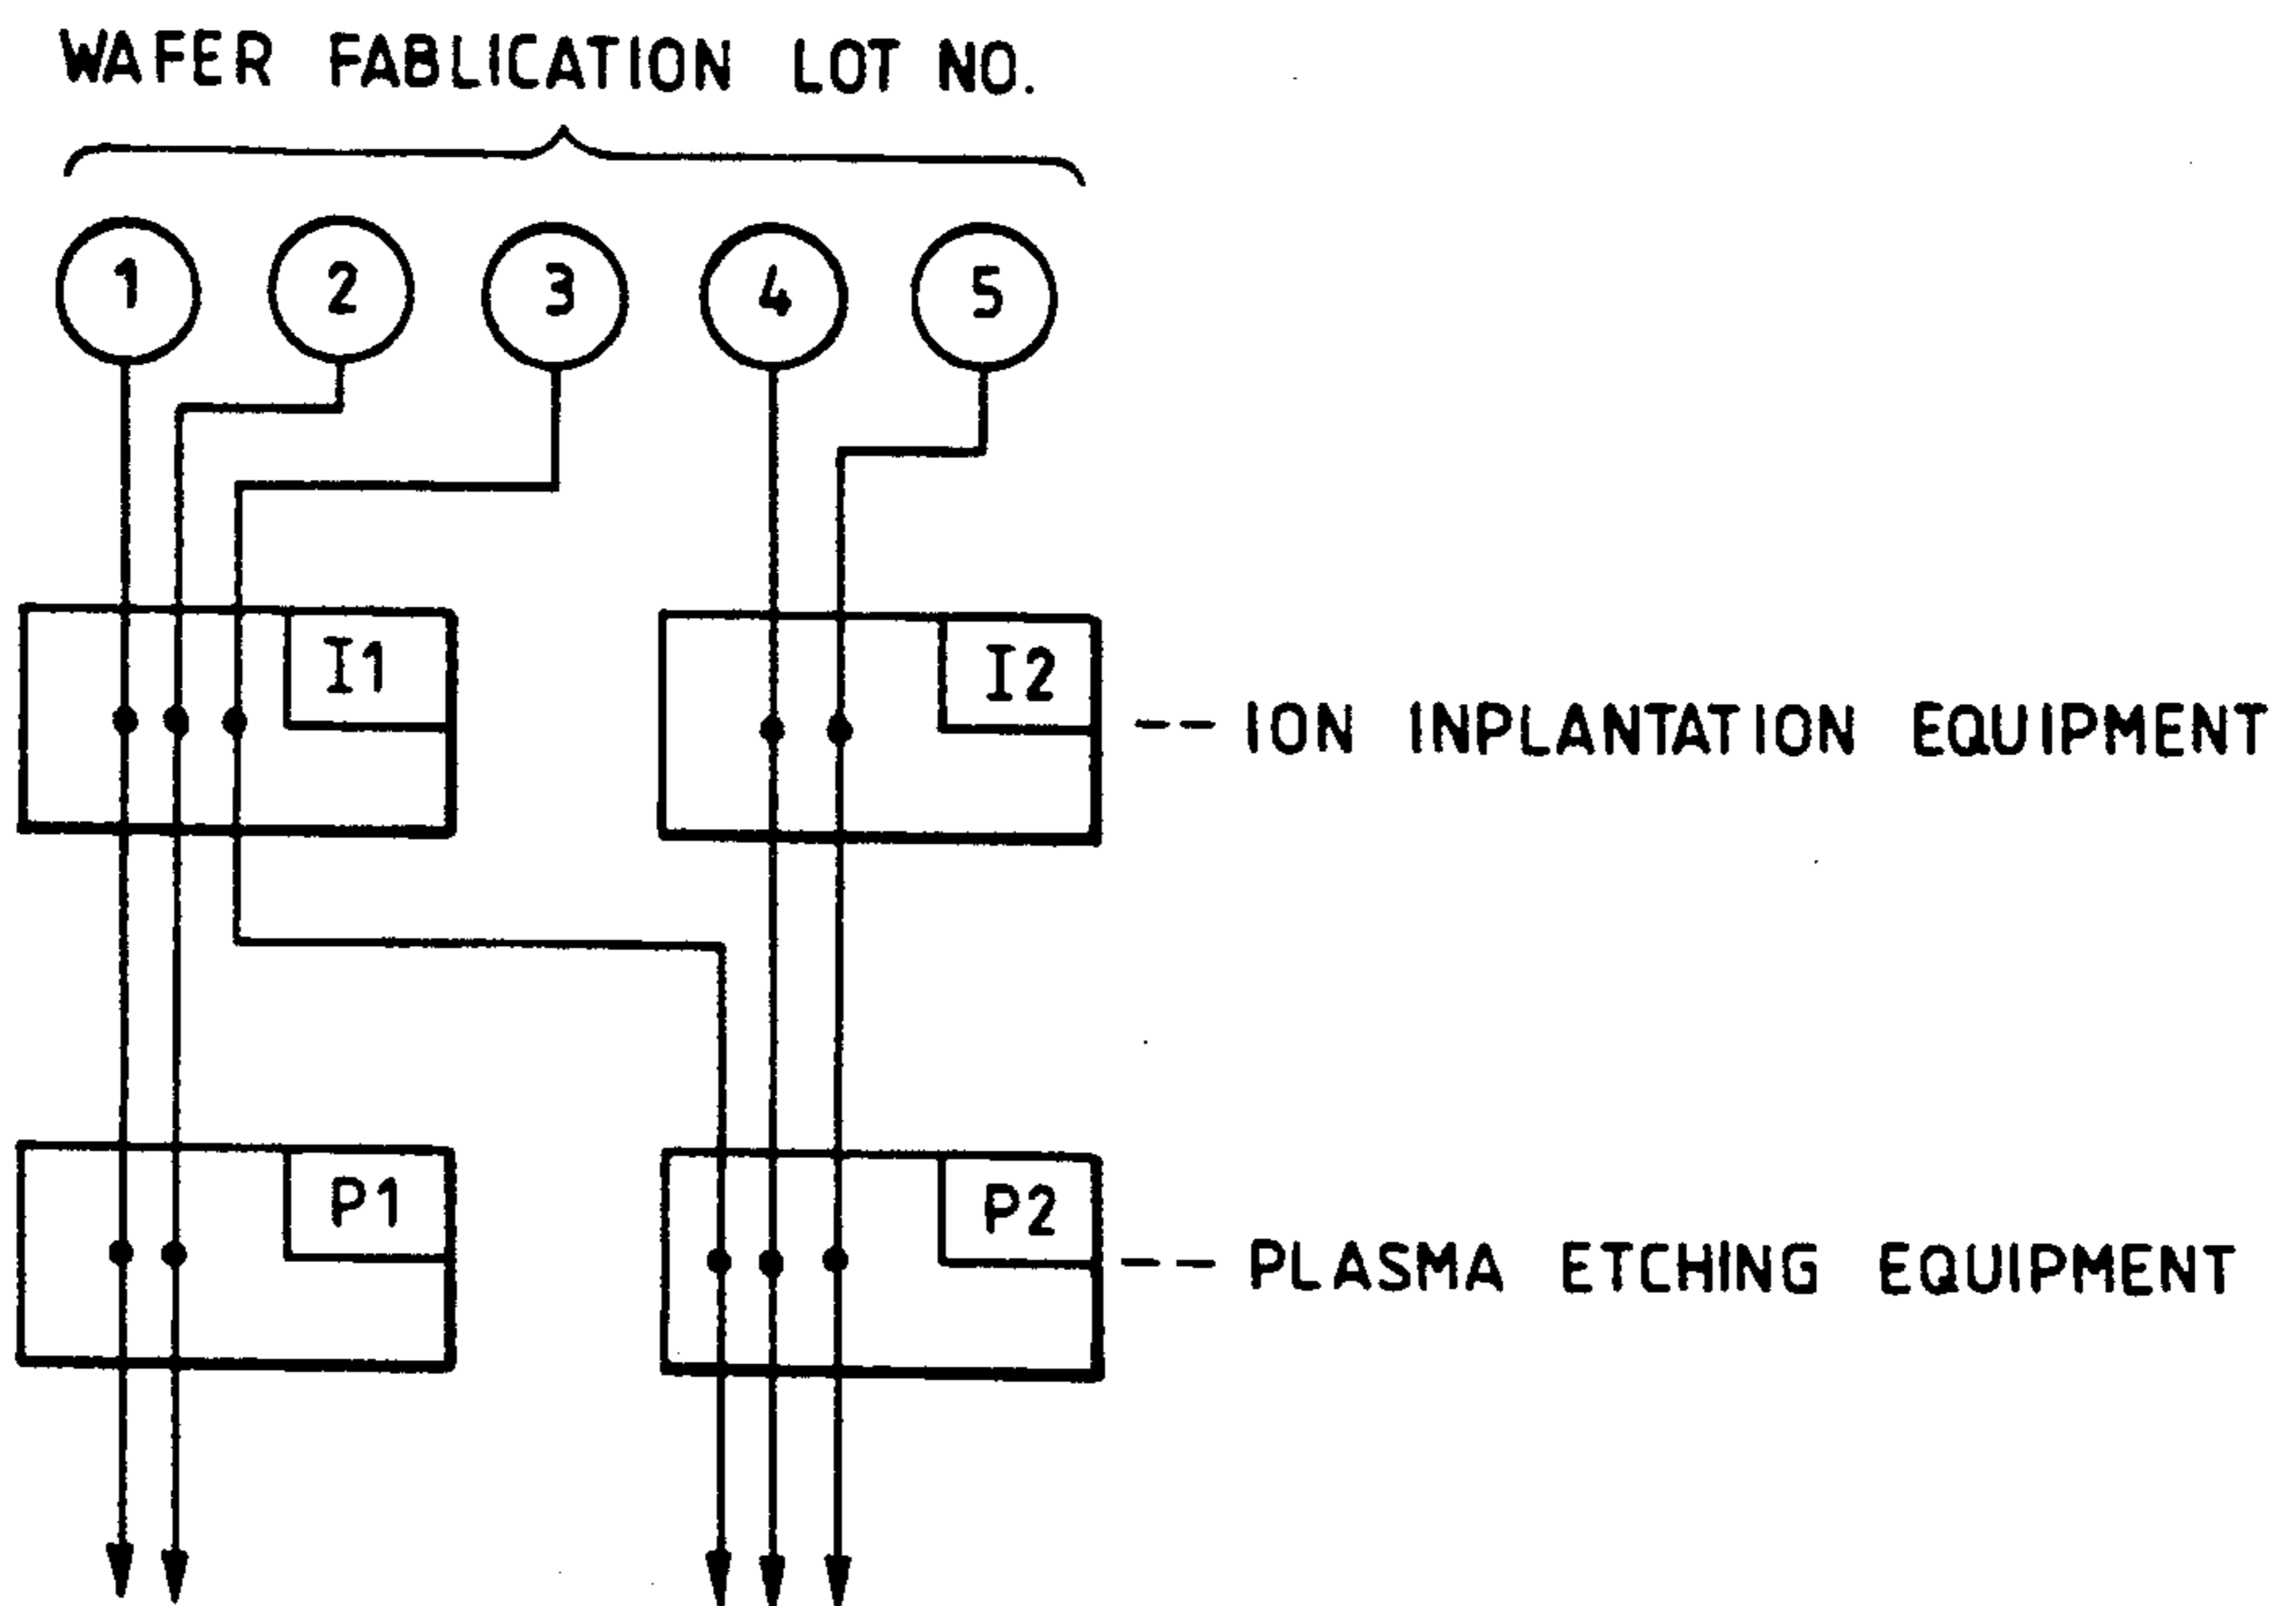 WAFER FABLICATION LOT NO.
1 2 3 4 5
I1 I2
ION INPLANTATION EQUIPMENT
P1 P2
PLASMA ETCHING EQUIPMENT